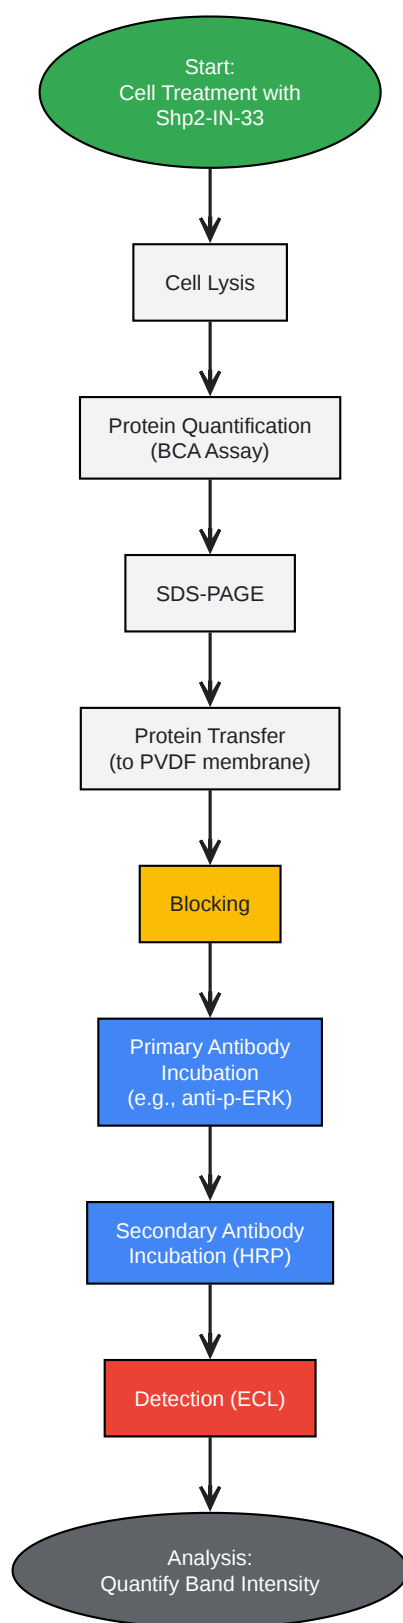 Start:
Cell Treatment with
Shp2-IN-33
Cell Lysis
Protein Quantification
(BCA Assay)
SDS-PAGE
Protein Transfer
(to PVDF membrane)
Blocking
Primary Antibody
Incubation
(e.g., anti-p-ERK)
Secondary Antibody
Incubation (HRP)
Detection (ECL)
Analysis:
Quantify Band Intensity